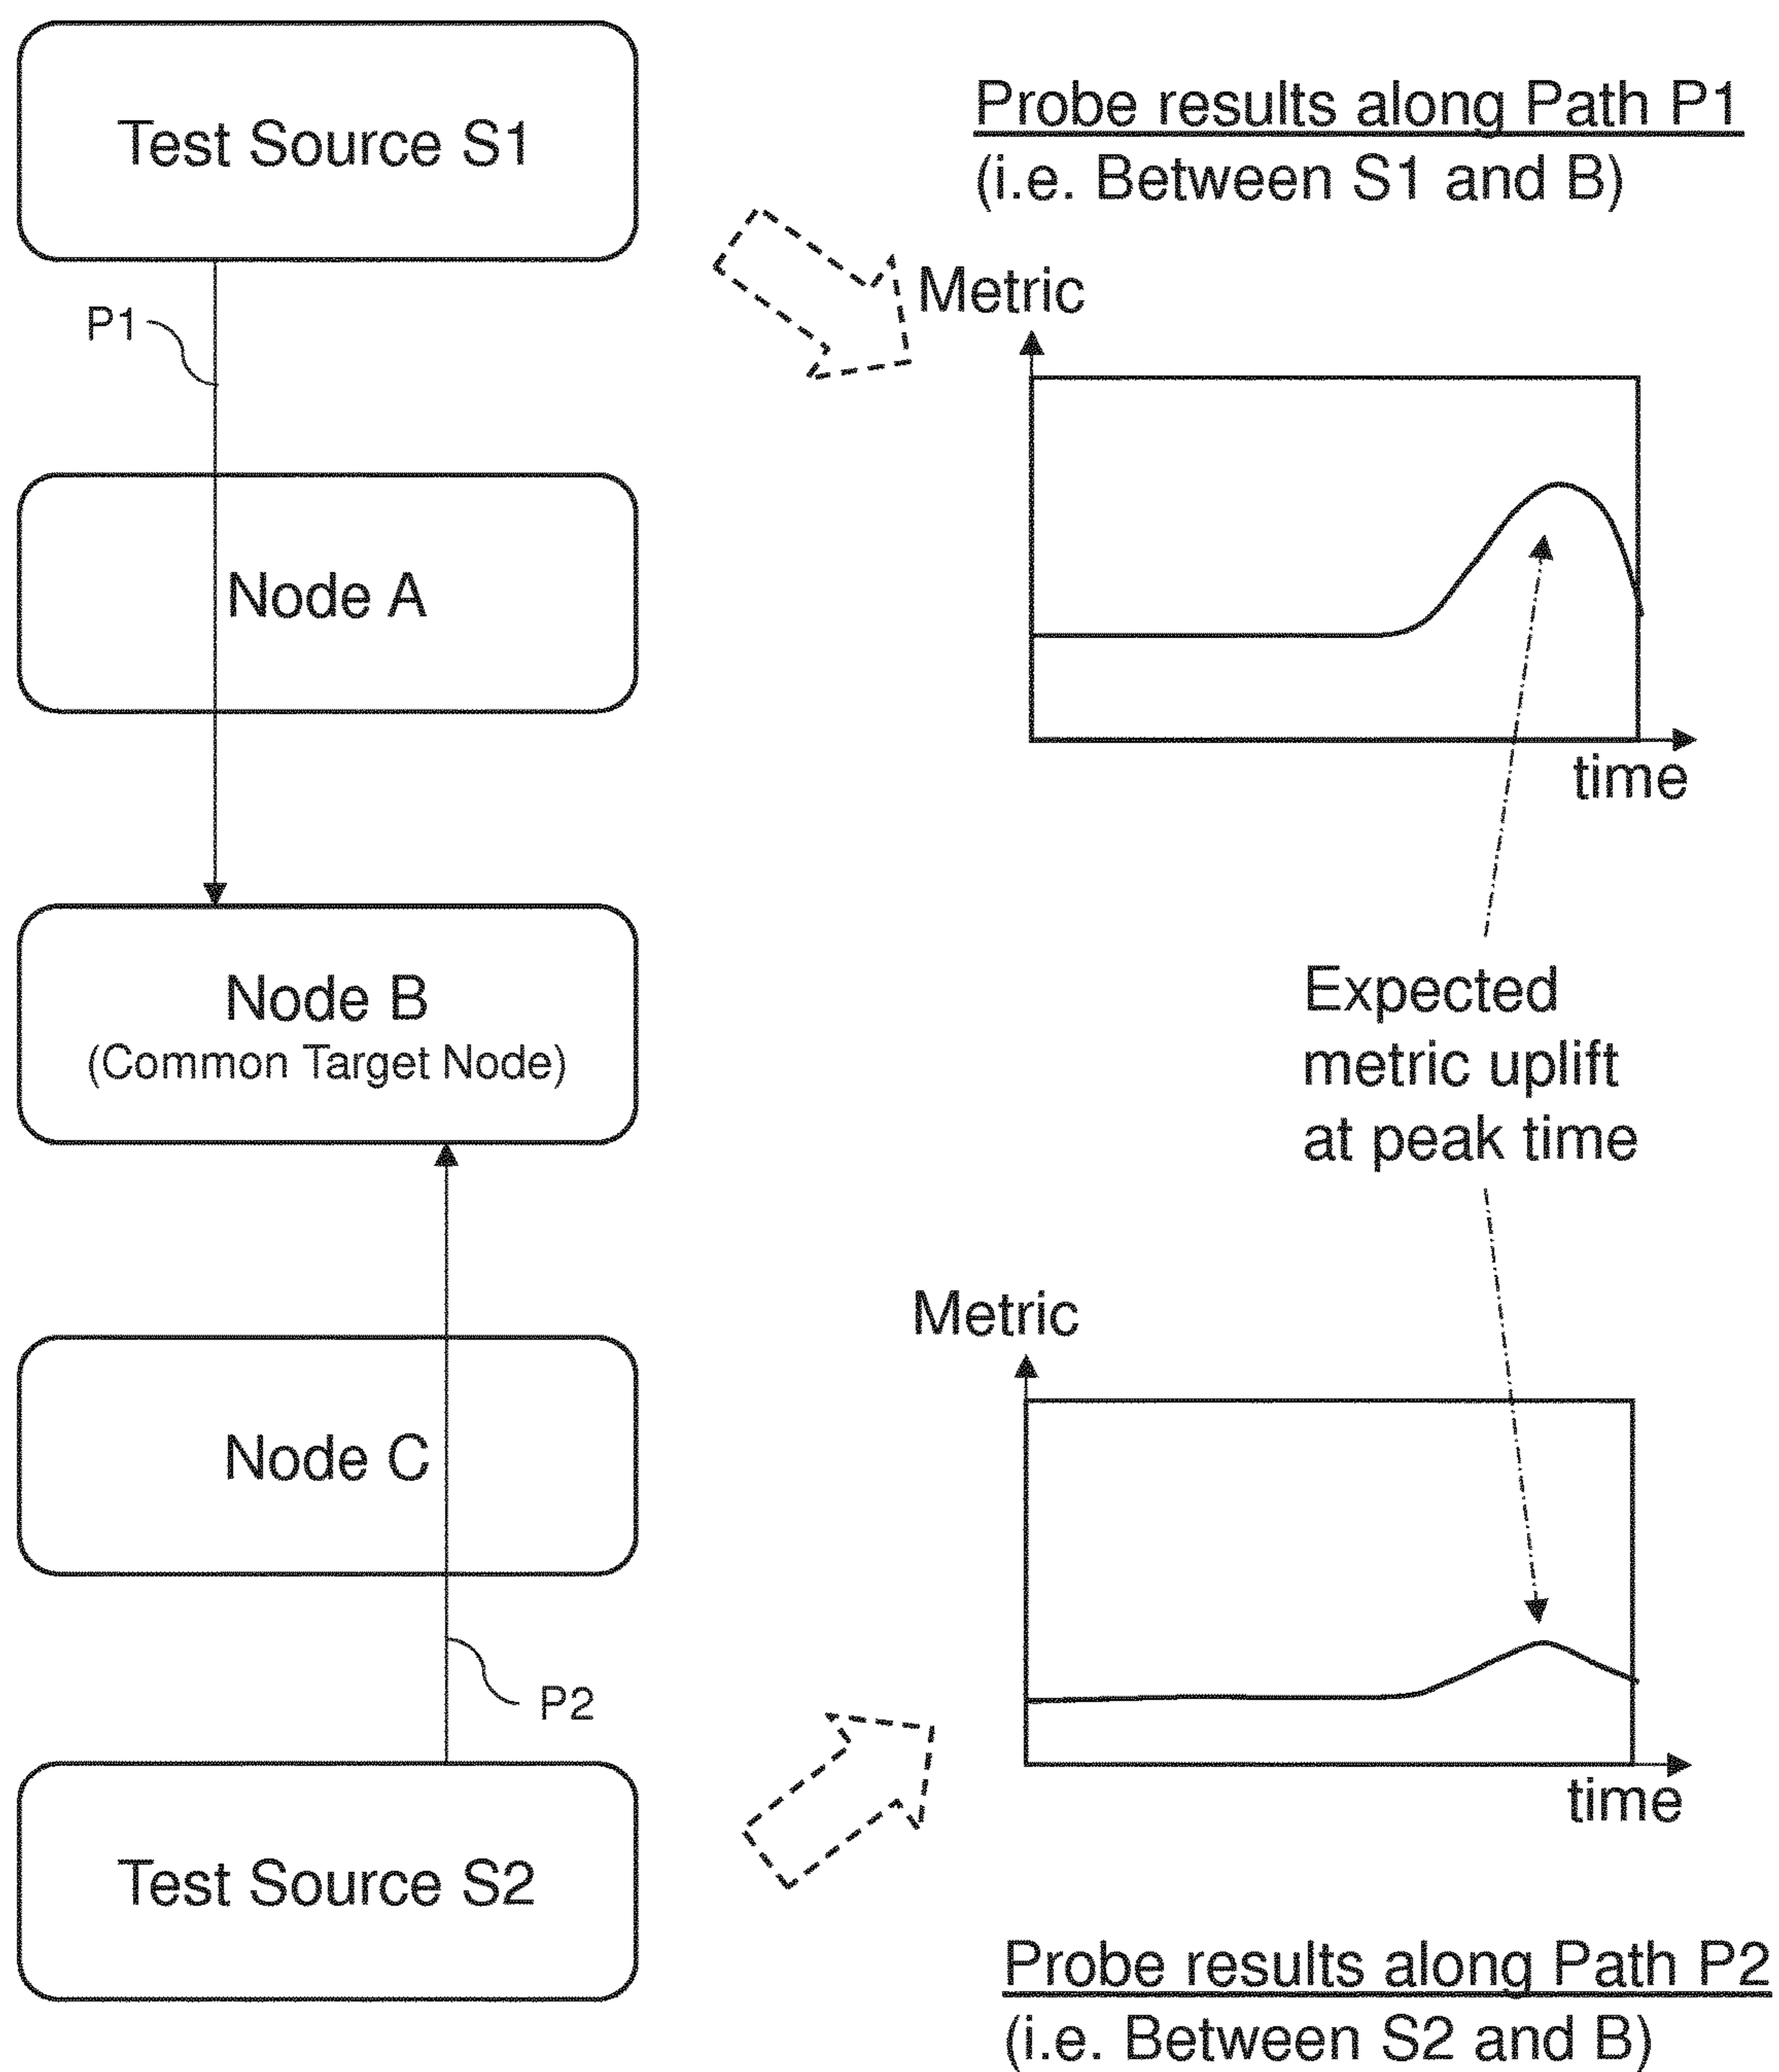 Test Source S1
P1
Node A
Node B
(Common Target Node)
Node C
P2
Test Source S2
Probe results along Path P1
(i.e. Between S1 and B)
Metric
time
Expected
metric uplift
at peak time
Metric
time
Probe results along Path P2
(i.e. Between S2 and B)